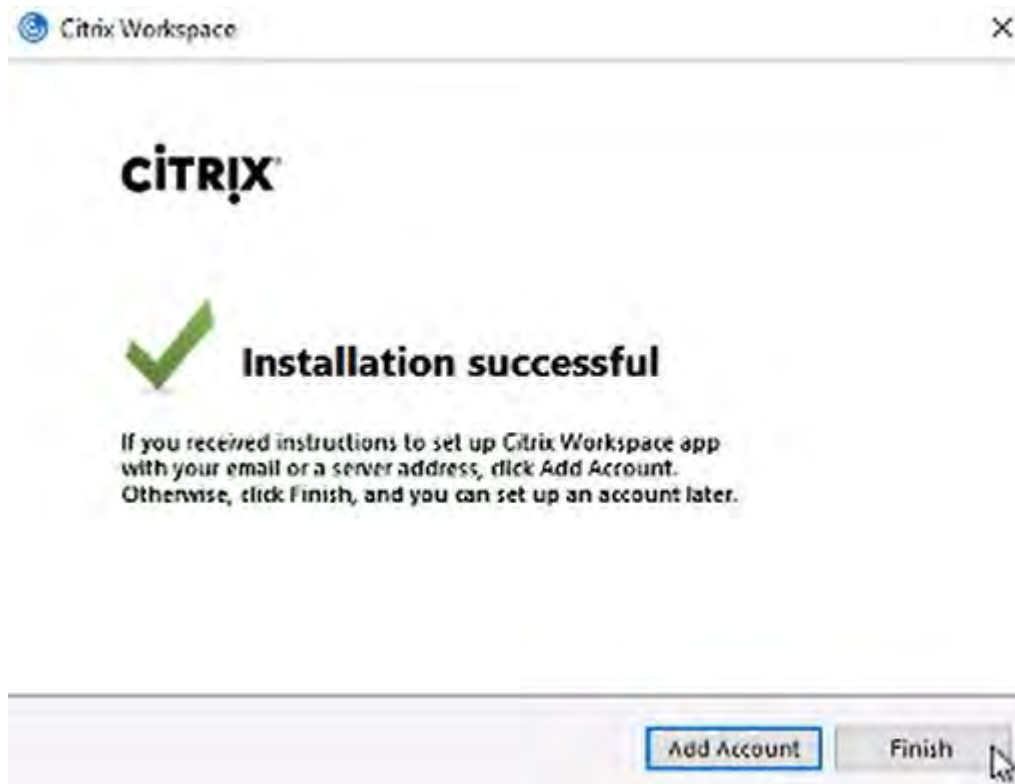 Citrix Workspace
CITRIX
Installation successful
If you received instructions to set up Citrix Workspace app
with your email or a server address, click Add Account.
Otherwise, click Finish, and you can set up an account later.
Add Account
Finish